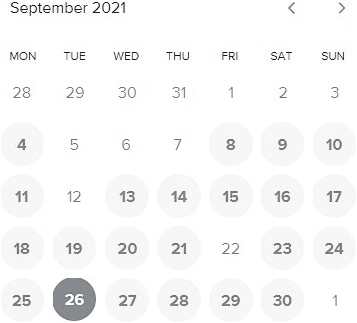 September 2021
MON TUE WED THU FRI SAT SUN
28 29 30 31 1 2 3
4 5 6 7 8 9 10
11 12 13 14 15 16 17
18 19 20 21 22 23 24
25 26 27 28 29 30 1